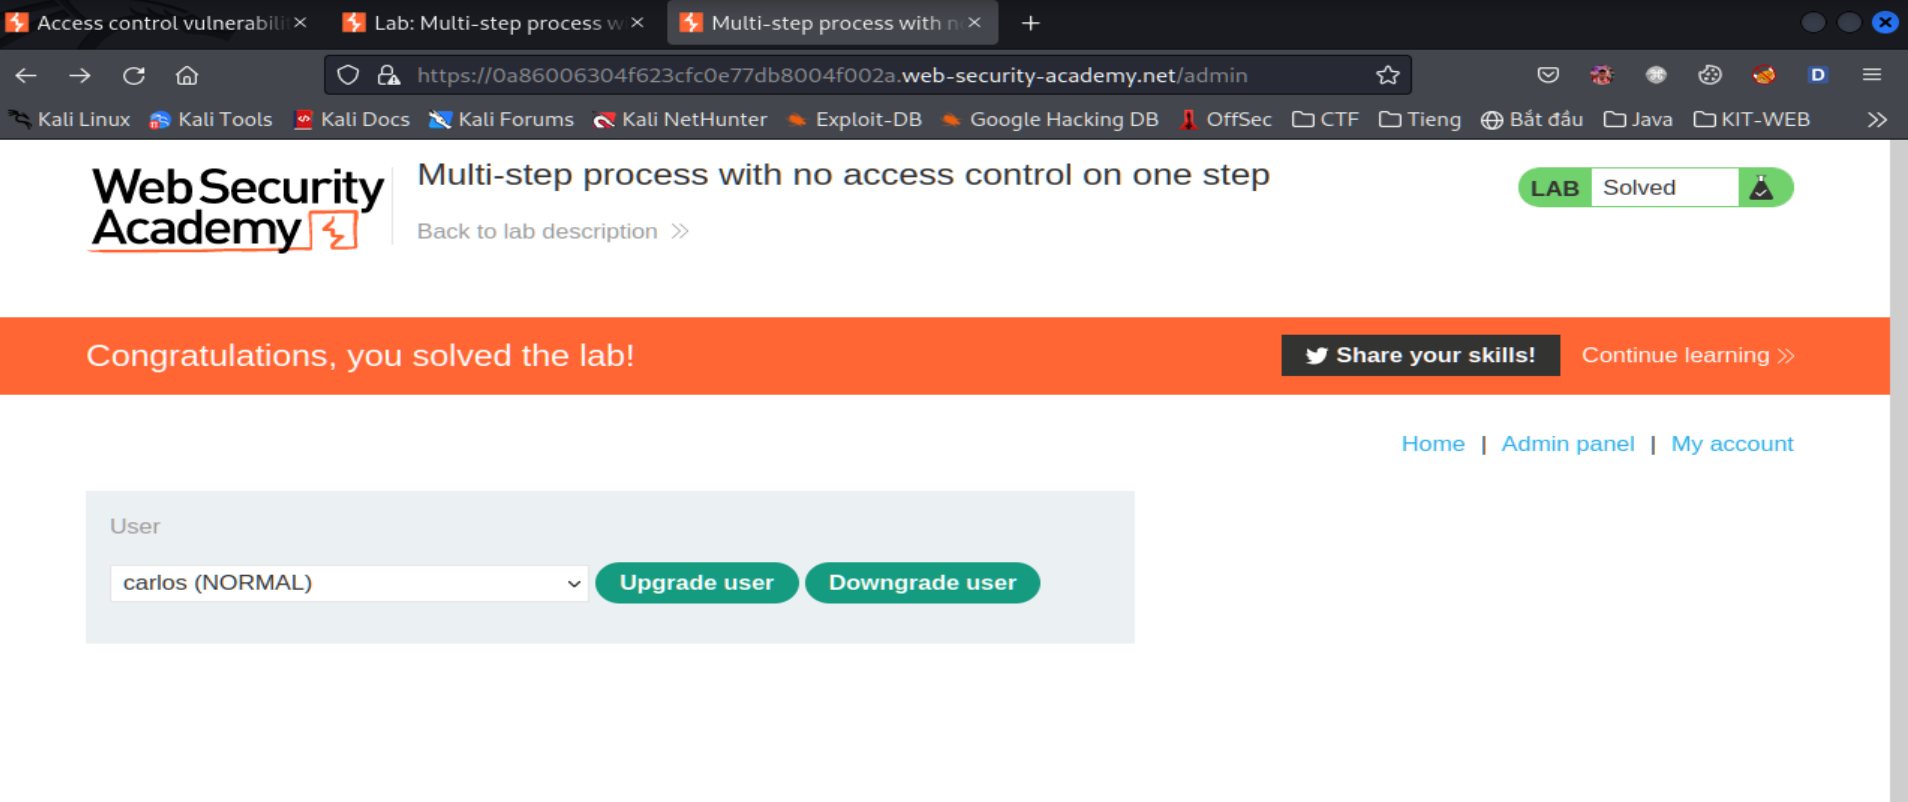 Access control vulnerabili
Lab: Multi-step process w
Multi-step process with n
https://0a86006304f623cfc0e77db8004f002a.web-security-academy.net/admin
Kali Linux Kali Tools Kali Docs Kali Forums Kali NetHunter Exploit-DB Google Hacking DB OffSec CTF Tieng Bắt đầu Java KIT-WEB
Web Security
Academy
Multi-step process with no access control on one step
Back to lab description
LAB Solved
Congratulations, you solved the lab!
Share your skills!
Continue learning
Home | Admin panel | My account
User
carlos (NORMAL)
Upgrade user
Downgrade user